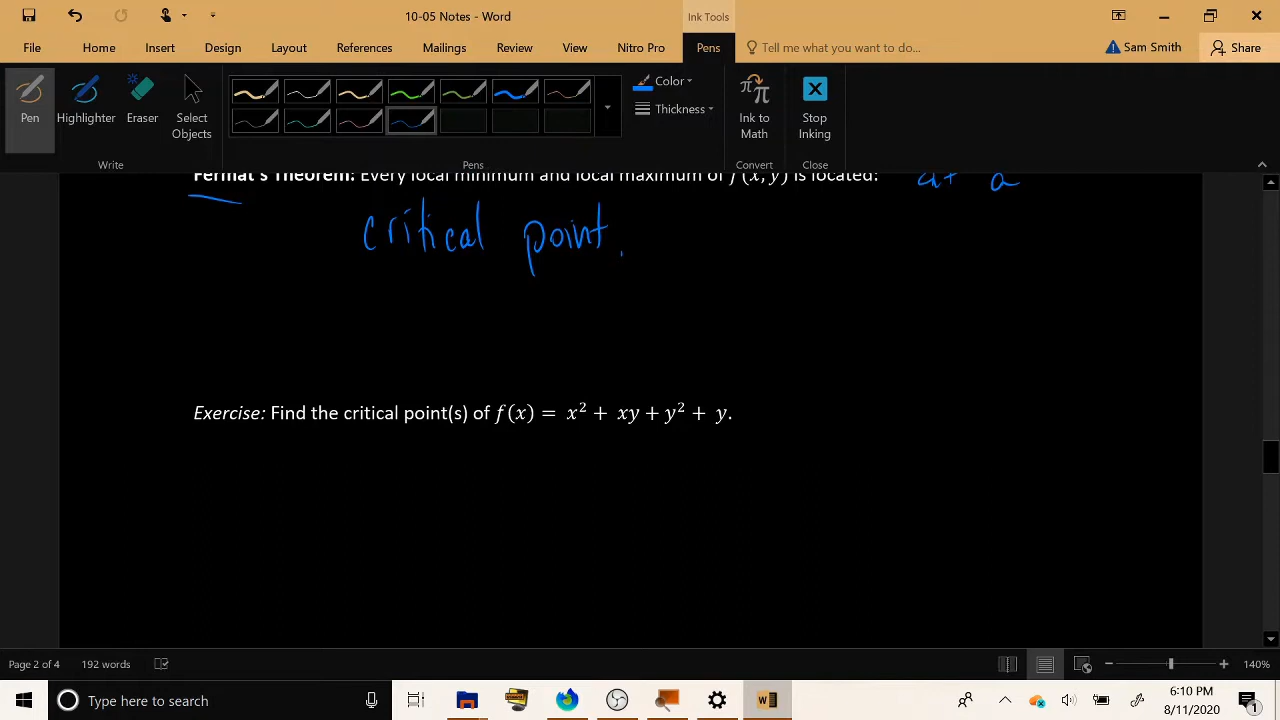 10-05 Notes - Word
Ink Tools
File Home Insert Design Layout References Mailings Review View Nitro Pro Pens Tell me what you want to do... Sam Smith Share
Pen Highlighter Eraser Select Objects Color Thickness Ink to Math Stop Inking
Write Pens Convert Close
Fermat's Theorem: Every local minimum and local maximum of f(x, y) is located: at a
critical point.
Exercise: Find the critical point(s) of f(x) = x² + xy + y² + y.
Page 2 of 4 192 words 140%
Type here to search
6:10 PM
8/11/2020
1